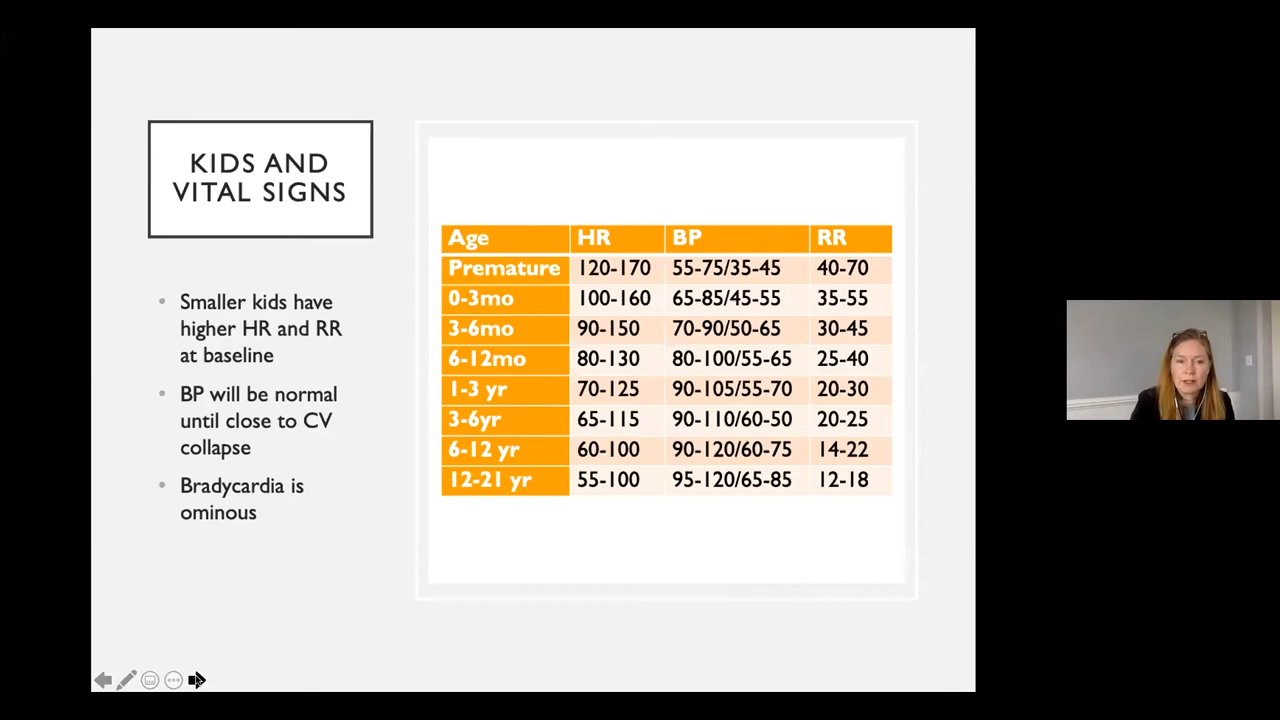 KIDS AND
VITAL SIGNS
• Smaller kids have
higher HR and RR
at baseline
• BP will be normal
until close to CV
collapse
• Bradycardia is
ominous
Age HR BP RR
Premature 120-170 55-75/35-45 40-70
0-3mo 100-160 65-85/45-55 35-55
3-6mo 90-150 70-90/50-65 30-45
6-12mo 80-130 80-100/55-65 25-40
1-3 yr 70-125 90-105/55-70 20-30
3-6yr 65-115 90-110/60-50 20-25
6-12 yr 60-100 90-120/60-75 14-22
12-21 yr 55-100 95-120/65-85 12-18